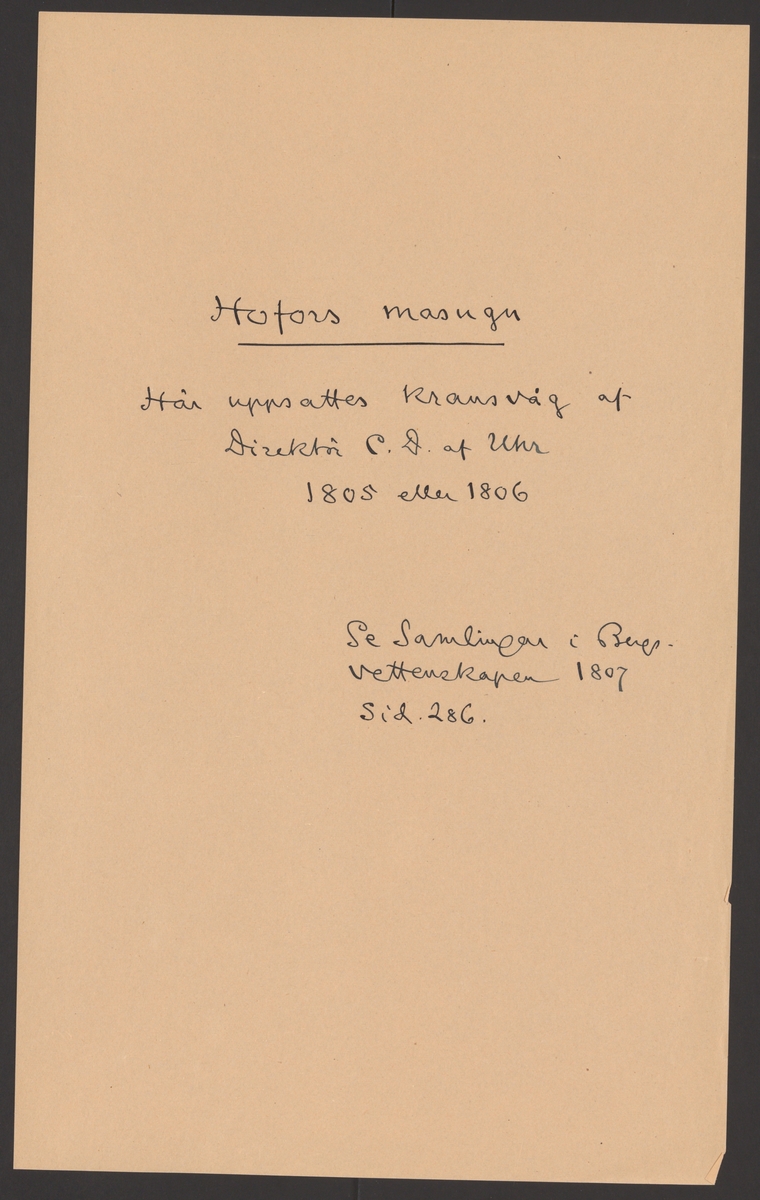 Hofors masugn
Här uppsattes kransvåg af
Direktör C. D. af Uhr
1805 eller 1806
Se Samlingar i Bergs-
vettenskapen 1807
Sid. 286.